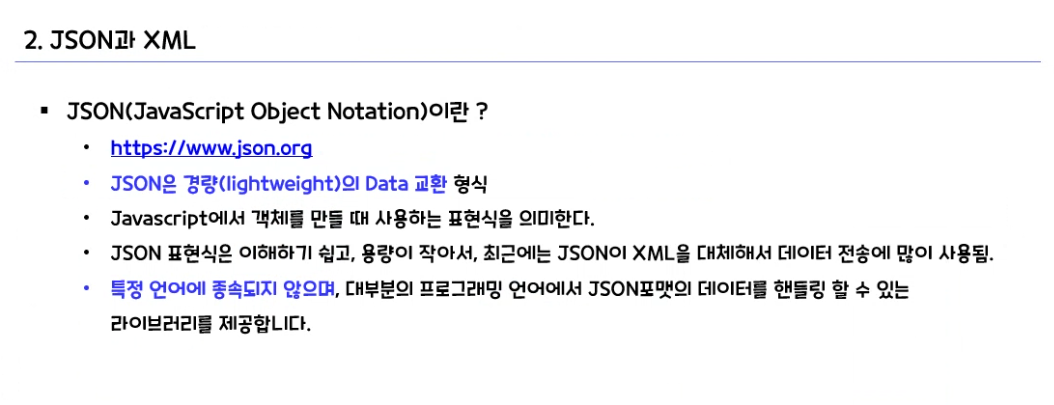 2. JSON과 XML
▪ JSON(JavaScript Object Notation)이란 ?
• https://www.json.org
• JSON은 경량(lightweight)의 Data 교환 형식
• Javascript에서 객체를 만들 때 사용하는 표현식을 의미한다.
• JSON 표현식은 이해하기 쉽고, 용량이 작아서, 최근에는 JSON이 XML을 대체해서 데이터 전송에 많이 사용됨.
• 특정 언어에 종속되지 않으며, 대부분의 프로그래밍 언어에서 JSON포맷의 데이터를 핸들링 할 수 있는
라이브러리를 제공합니다.